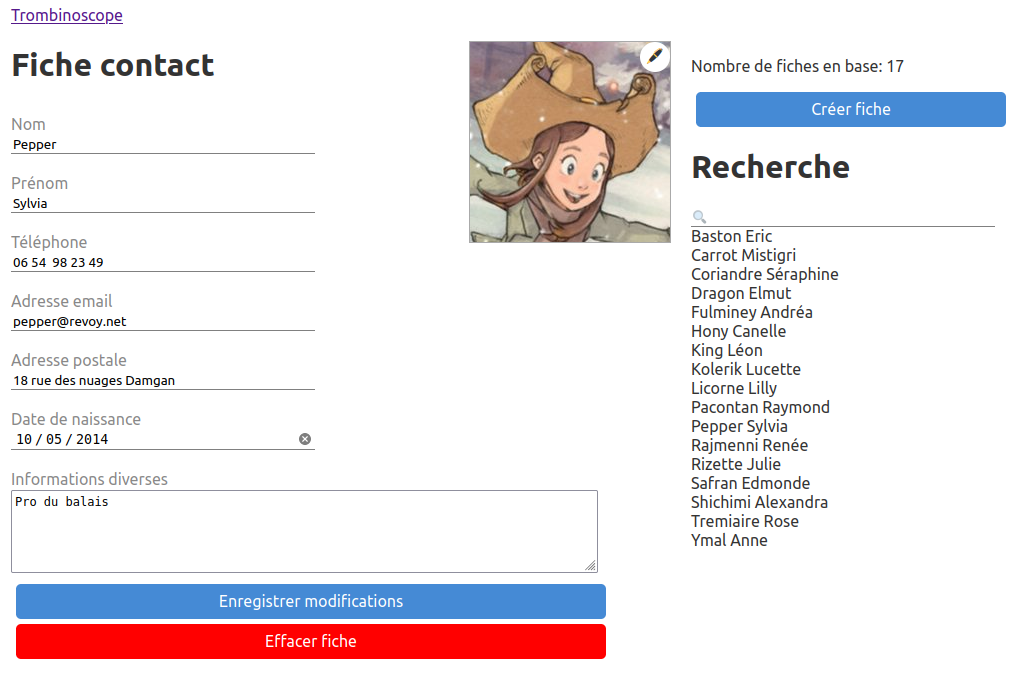 Trombinoscope
Fiche contact
Nom
Pepper
Prénom
Sylvia
Téléphone
06 54  98 23 49
Adresse email
pepper@revoy.net
Adresse postale
18 rue des nuages Damgan
Date de naissance
10 / 05 / 2014
Informations diverses
Pro du balais
Enregistrer modifications
Effacer fiche
Nombre de fiches en base: 17
Créer fiche
Recherche
Baston Eric
Carrot Mistigri
Coriandre Séraphine
Dragon Elmut
Fulminey Andréa
Hony Canelle
King Léon
Kolerik Lucette
Licorne Lilly
Pacontan Raymond
Pepper Sylvia
Rajmenni Renée
Rizette Julie
Safran Edmonde
Shichimi Alexandra
Tremiaire Rose
Ymal Anne